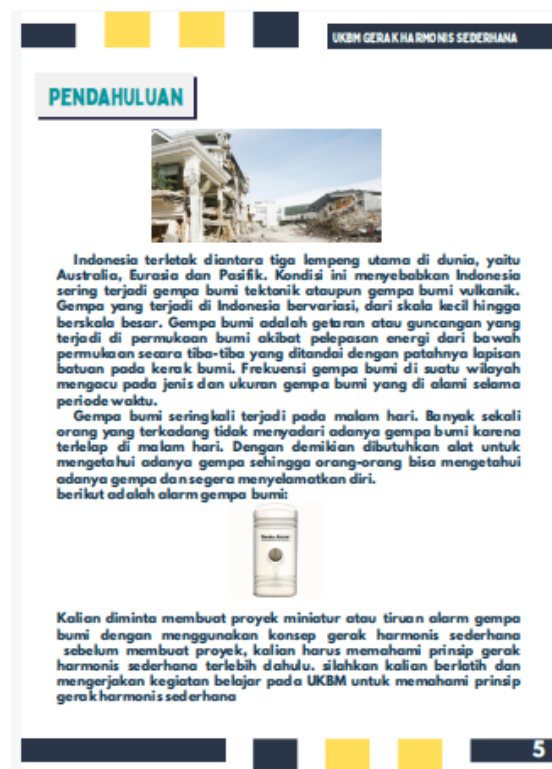 UKBM GERAK HARMONIS SEDERHANA
PENDAHULUAN
Indonesia terletak diantara tiga lempeng utama di dunia, yaitu
Australia, Eurasia dan Pasifik. Kondisi ini menyebabkan Indonesia
sering terjadi gempa bumi tektonik ataupun gempa bumi vulkanik.
Gempa yang terjadi di Indonesia bervariasi, dari skala kecil hingga
berskala besar. Gempa bumi adalah getaran atau guncangan yang
terjadi di permukaan bumi akibat pelepasan energi dari bawah
permukaan secara tiba-tiba yang ditandai dengan patahnya lapisan
batuan pada kerak bumi. Frekuensi gempa bumi di suatu wilayah
mengacu pada jenis dan ukuran gempa bumi yang di alami selama
periode waktu.
Gempa bumi seringkali terjadi pada malam hari. Banyak sekali
orang yang terkadang tidak menyadari adanya gempa bumi karena
terlelap di malam hari. Dengan demikian dibutuhkan alat untuk
mengetahui adanya gempa sehingga orang-orang bisa mengetahui
adanya gempa dan segera menyelamatkan diri.
berikut adalah alarm gempa bumi:
Kalian diminta membuat proyek miniatur atau tiruan alarm gempa
bumi dengan menggunakan konsep gerak harmonis sederhana
sebelum membuat proyek, kalian harus memahami prinsip gerak
harmonis sederhana terlebih dahulu. silahkan kalian berlatih dan
mengerjakan kegiatan belajar pada UKBM untuk memahami prinsip
gerak harmonis sederhana
5